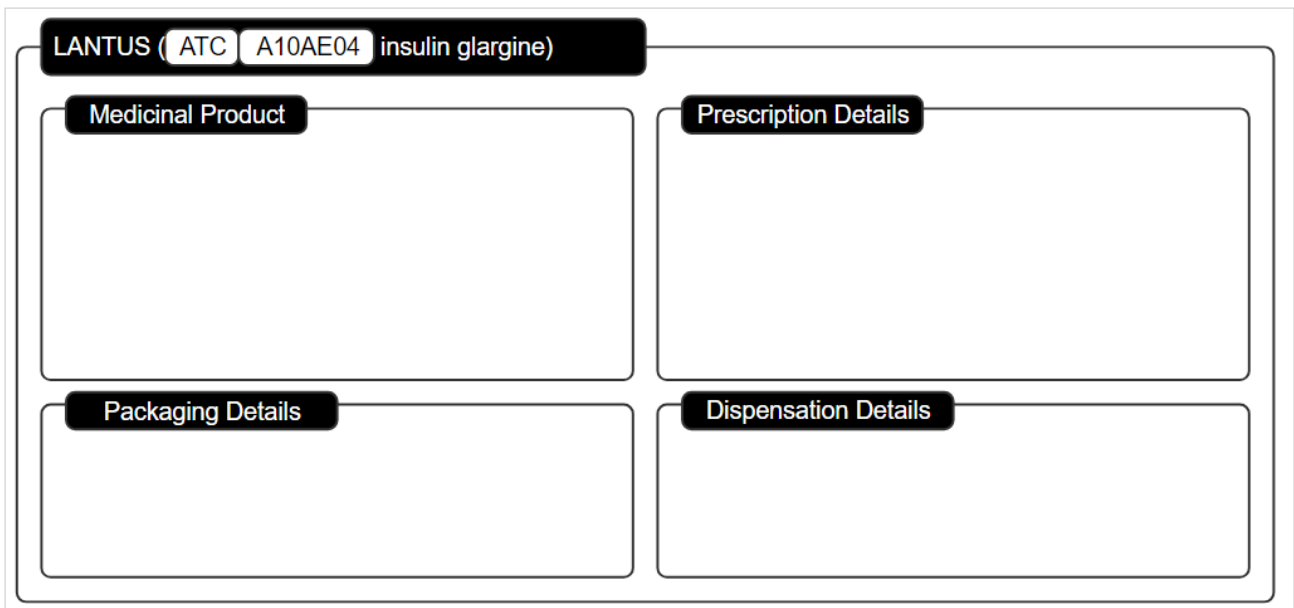 LANTUS ( ATC A10AE04 insulin glargine)
Medicinal Product
Prescription Details
Packaging Details
Dispensation Details